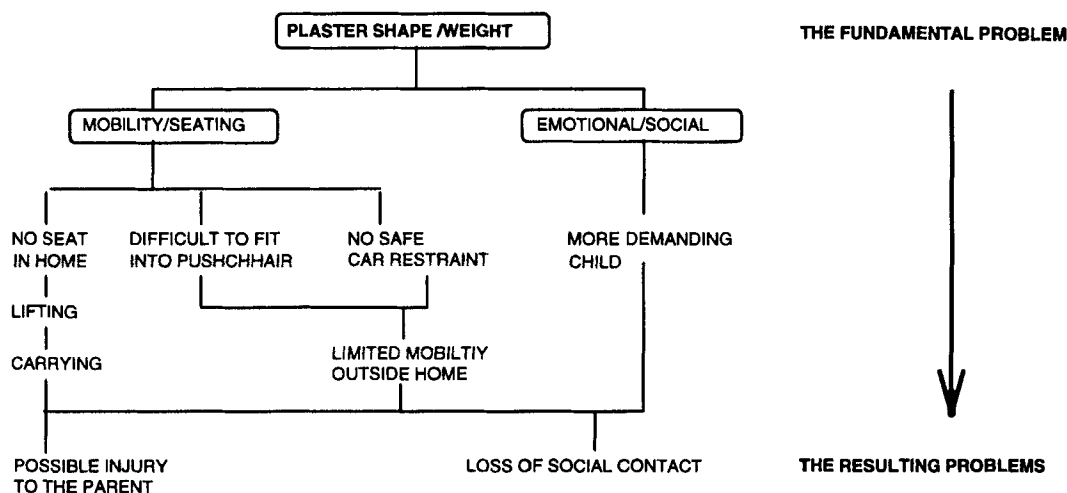 PLASTER SHAPE /WEIGHT
THE FUNDAMENTAL PROBLEM
MOBILITY/SEATING
EMOTIONAL/SOCIAL
NO SEAT
IN HOME
DIFFICULT TO FIT
INTO PUSHCHHAIR
NO SAFE
CAR RESTRAINT
MORE DEMANDING
CHILD
LIFTING
CARRYING
LIMITED MOBILTIY
OUTSIDE HOME
POSSIBLE INJURY
TO THE PARENT
LOSS OF SOCIAL CONTACT
THE RESULTING PROBLEMS